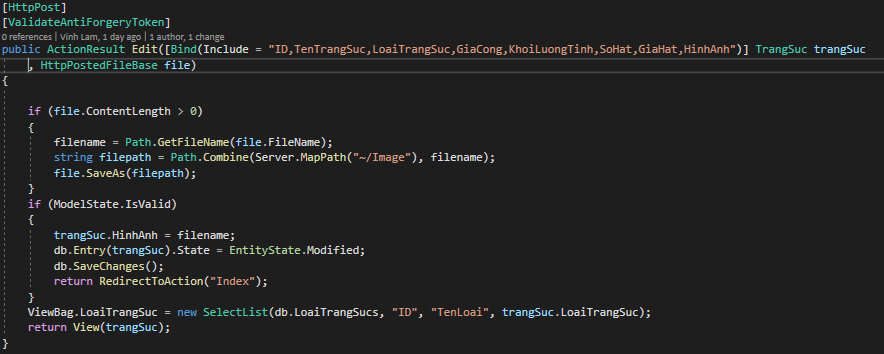 [HttpPost]
[ValidateAntiForgeryToken]
0 references | Vinh Lam, 1 day ago | 1 author, 1 change
public ActionResult Edit([Bind(Include = "ID,TenTrangSuc,LoaiTrangSuc,GiaCong,KhoiLuongTinh,SoHat,GiaHat,HinhAnh")] TrangSuc trangSuc
, HttpPostedFileBase file)
{
if (file.ContentLength > 0)
{
filename = Path.GetFileName(file.FileName);
string filepath = Path.Combine(Server.MapPath("~/Image"), filename);
file.SaveAs(filepath);
}
if (ModelState.IsValid)
{
trangSuc.HinhAnh = filename;
db.Entry(trangSuc).State = EntityState.Modified;
db.SaveChanges();
return RedirectToAction("Index");
}
ViewBag.LoaiTrangSuc = new SelectList(db.LoaiTrangSucs, "ID", "TenLoai", trangSuc.LoaiTrangSuc);
return View(trangSuc);
}